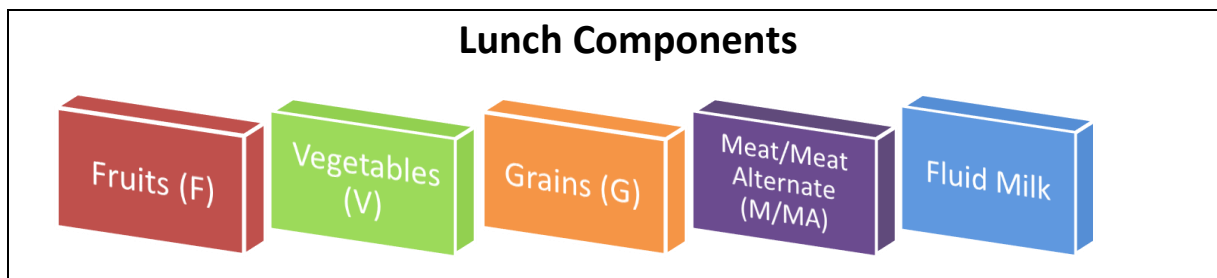 Lunch Components
Fruits (F)
Vegetables
(V)
Grains (G)
Meat/Meat
Alternate
(M/MA)
Fluid Milk